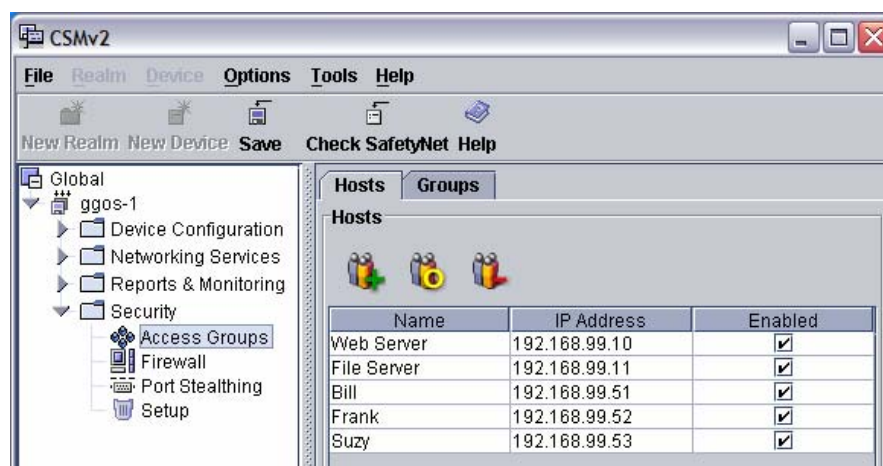 CSMv2
File Realm Device Options Tools Help
New Realm New Device Save Check SafetyNet Help
Global
ggos-1
Device Configuration
Networking Services
Reports & Monitoring
Security
Access Groups
Firewall
Port Stealthing
Setup
Hosts Groups
Hosts
Name IP Address Enabled
Web Server 192.168.99.10
File Server 192.168.99.11
Bill 192.168.99.51
Frank 192.168.99.52
Suzy 192.168.99.53